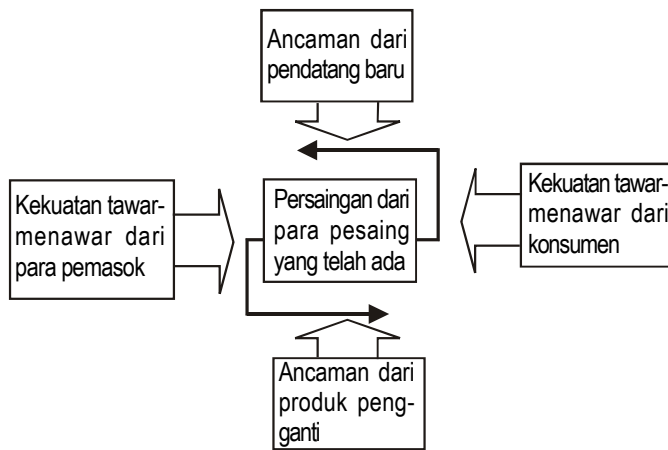 Ancaman dari
pendatang baru
Kekuatan tawar-
menawar dari
para pemasok
Persaingan dari
para pesaing
yang telah ada
Kekuatan tawar-
menawar dari
konsumen
Ancaman dari
produk peng-
ganti